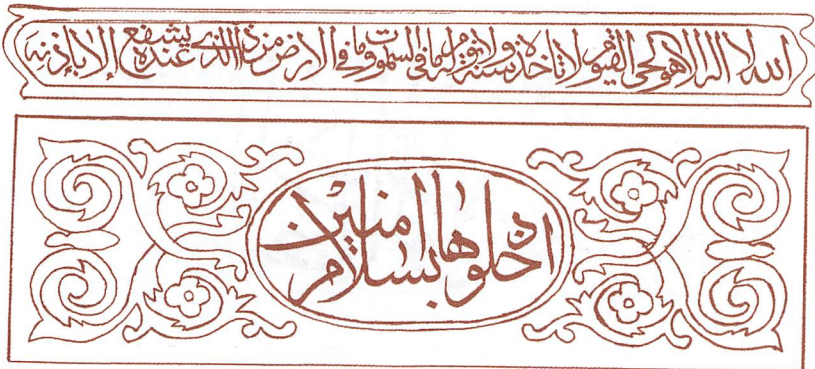 الله لا اله الا هو الحي القيوم لا تاخذه سنة ولا نوم له ما في السموات وما في الارض من ذا الذي عنده يشفع الا باذنه
ادخلوها بسلام امنين